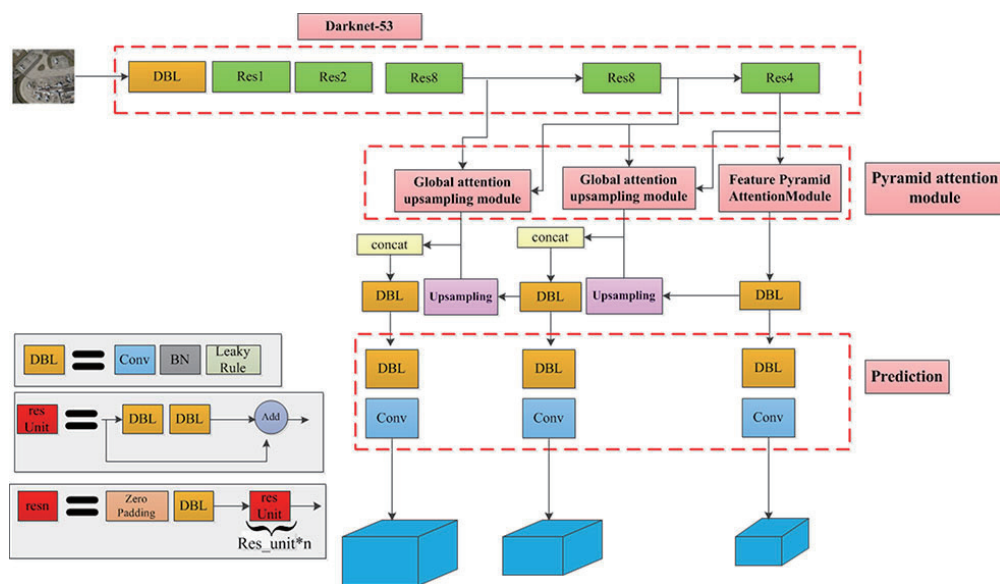 Darknet-53
DBL
Res1
Res2
Res8
Res8
Res4
Global attention
upsampling module
Global attention
upsampling module
Feature Pyramid
AttentionModule
Pyramid attention
module
concat
concat
DBL
Upsampling
DBL
Upsampling
DBL
DBL
DBL
DBL
Prediction
Conv
Conv
Conv
DBL
Conv
BN
Leaky
Rule
res
Unit
DBL
DBL
Add
resn
Zero
Padding
DBL
res
Unit
Res_unit*n